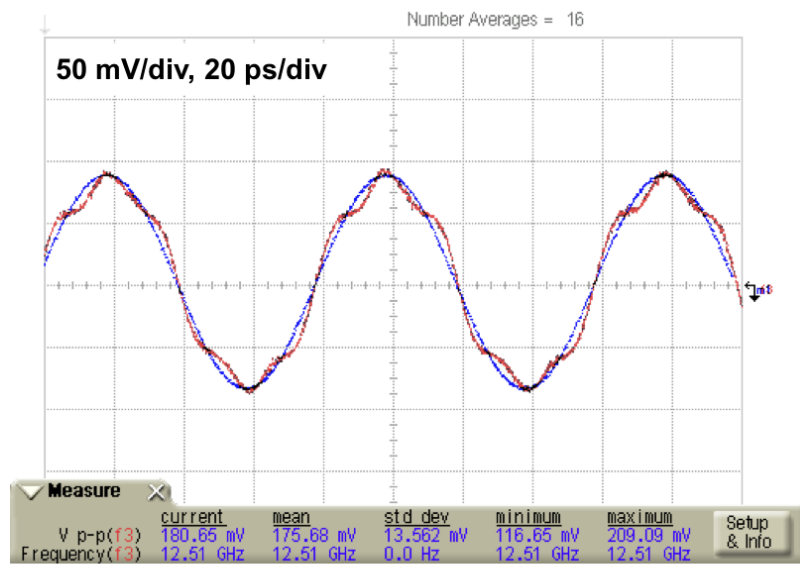 Number Averages = 16
50 mV/div, 20 ps/div
Measure
current mean std dev minimum maximum
V p-p(f3) 180.65 mV 175.68 mV 13.562 mV 116.65 mV 209.09 mV
Frequency(f3) 12.51 GHz 12.51 GHz 0.0 Hz 12.51 GHz 12.51 GHz
Setup
& Info